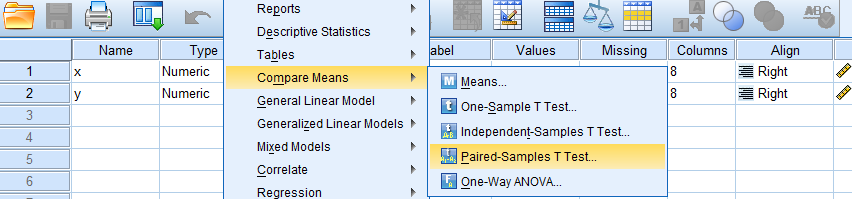 Reports
Descriptive Statistics
ABC
Tables
Name Type Label Values Missing Columns Align
1 x Numeric Compare Means 8 Right
Means...
2 y Numeric General Linear Model 8 Right
One-Sample T Test...
3 Generalized Linear Models
Independent-Samples T Test...
4 Mixed Models
Paired-Samples T Test...
5 Correlate
One-Way ANOVA...
6 Regression